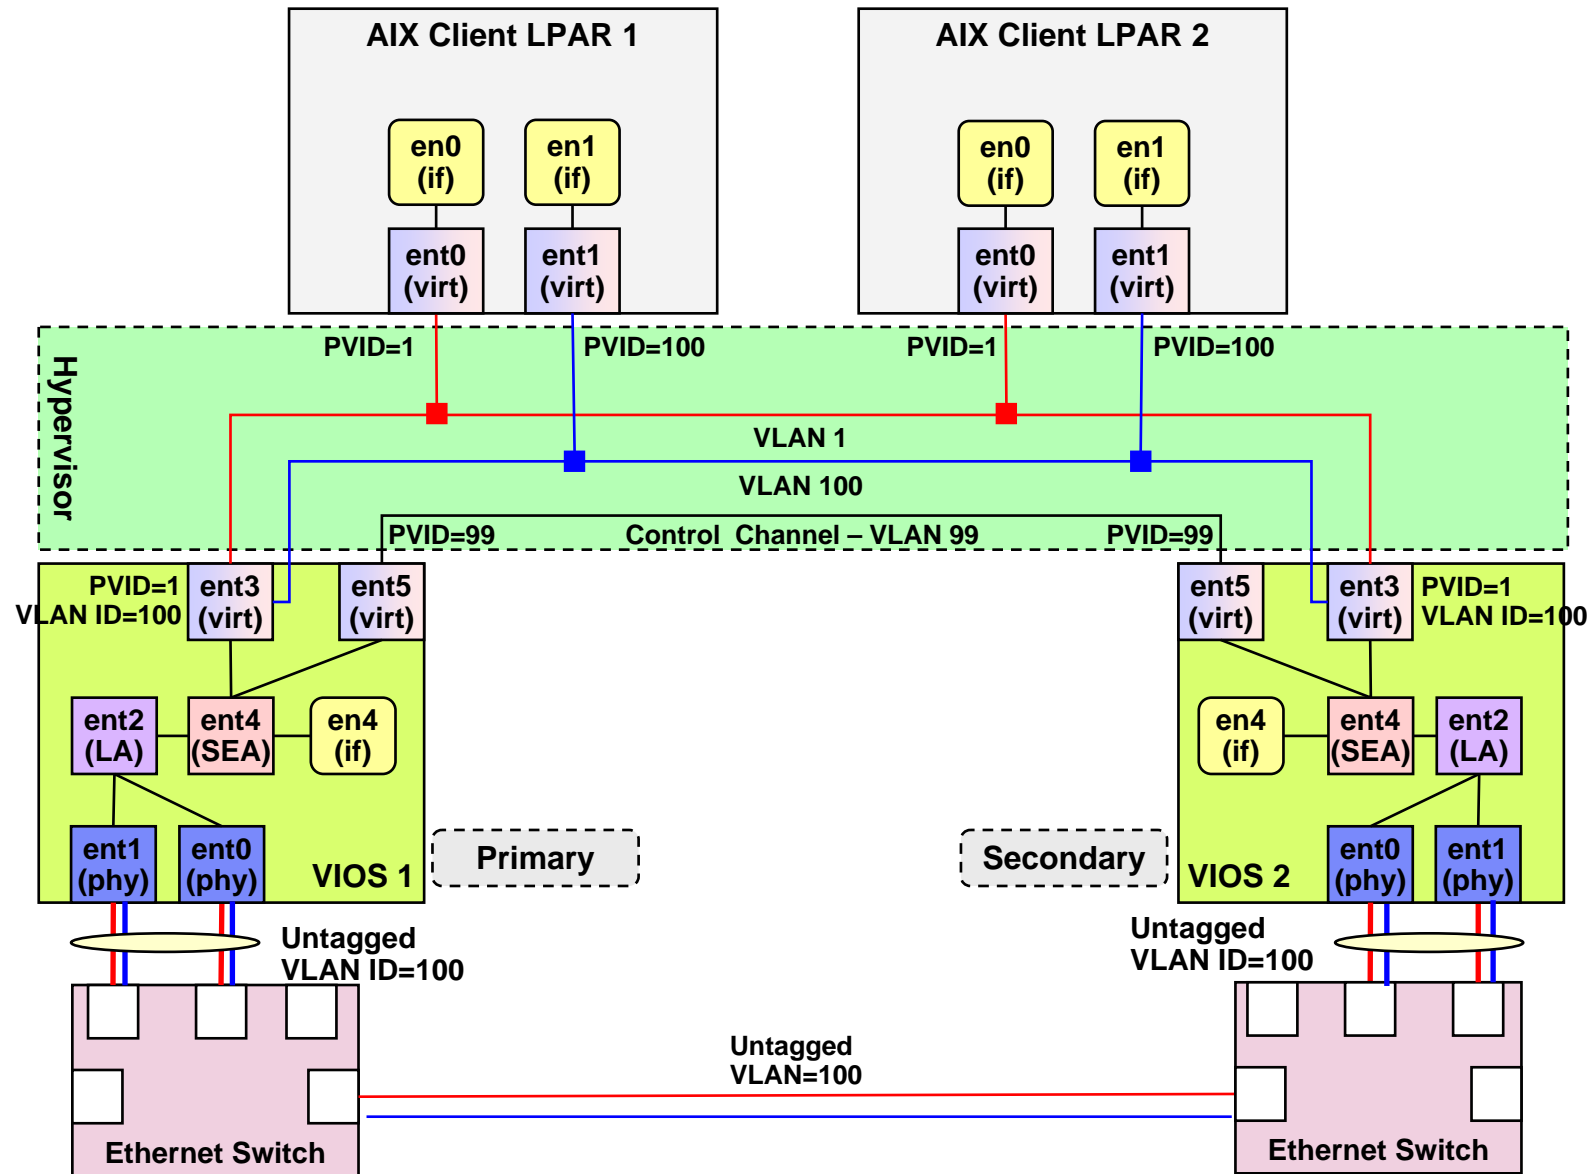 AIX Client LPAR 1
AIX Client LPAR 2
en0
(if)
en1
(if)
en0
(if)
en1
(if)
ent0
(virt)
ent1
(virt)
ent0
(virt)
ent1
(virt)
Hypervisor
PVID=1
PVID=100
PVID=1
PVID=100
VLAN 1
VLAN 100
PVID=99
Control Channel – VLAN 99
PVID=99
PVID=1
VLAN ID=100
ent3
(virt)
ent5
(virt)
ent5
(virt)
ent3
(virt)
PVID=1
VLAN ID=100
ent2
(LA)
ent4
(SEA)
en4
(if)
en4
(if)
ent4
(SEA)
ent2
(LA)
ent1
(phy)
ent0
(phy)
VIOS 1
Primary
Secondary
VIOS 2
ent0
(phy)
ent1
(phy)
Untagged
VLAN ID=100
Untagged
VLAN ID=100
Untagged
VLAN=100
Ethernet Switch
Ethernet Switch